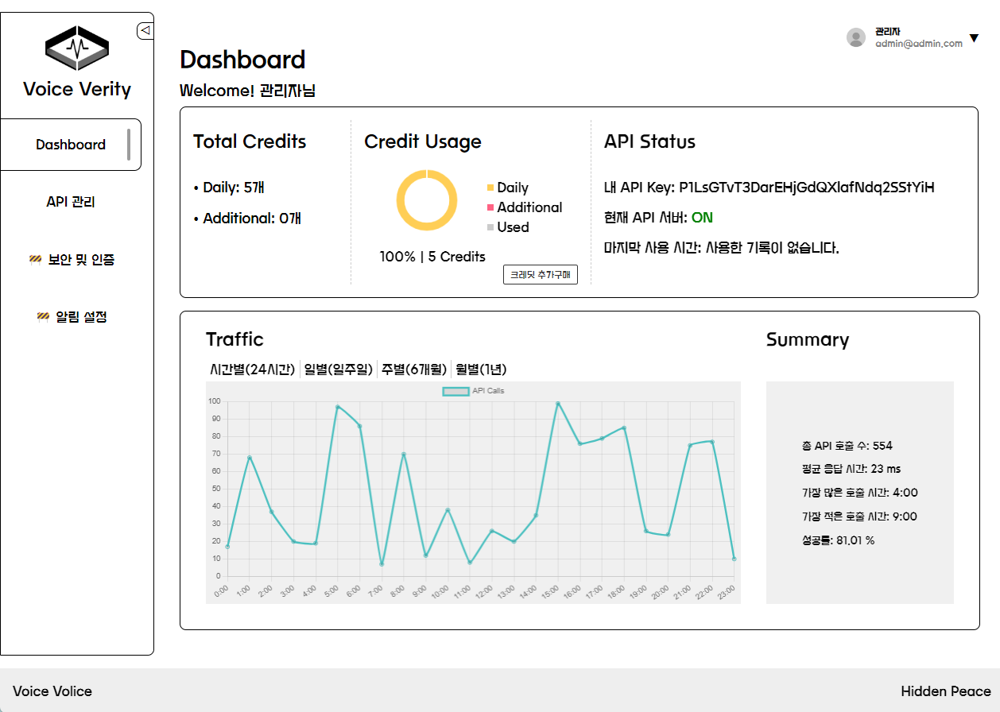 Voice Verity
Dashboard
API 관리
🚧 보안 및 인증
🚧 알림 설정
관리자
admin@admin.com ▼
Dashboard
Welcome! 관리자님
Total Credits
• Daily: 5개
• Additional: 0개
Credit Usage
Daily
Additional
Used
100% | 5 Credits
크레딧 추가구매
API Status
내 API Key: P1LsGTvT3DarEHjGdQXlafNdq2SStYiH
현재 API 서버: ON
마지막 사용 시간: 사용한 기록이 없습니다.
Traffic
시간별(24시간) 일별(일주일) 주별(6개월) 월별(1년)
API Calls
100
90
80
70
60
50
40
30
20
10
0
0:00 1:00 2:00 3:00 4:00 5:00 6:00 7:00 8:00 9:00 10:00 11:00 12:00 13:00 14:00 15:00 16:00 17:00 18:00 19:00 20:00 21:00 22:00 23:00
Summary
총 API 호출 수: 554
평균 응답 시간: 23 ms
가장 많은 호출 시간: 4:00
가장 적은 호출 시간: 9:00
성공률: 81.01 %
Voice Volice
Hidden Peace